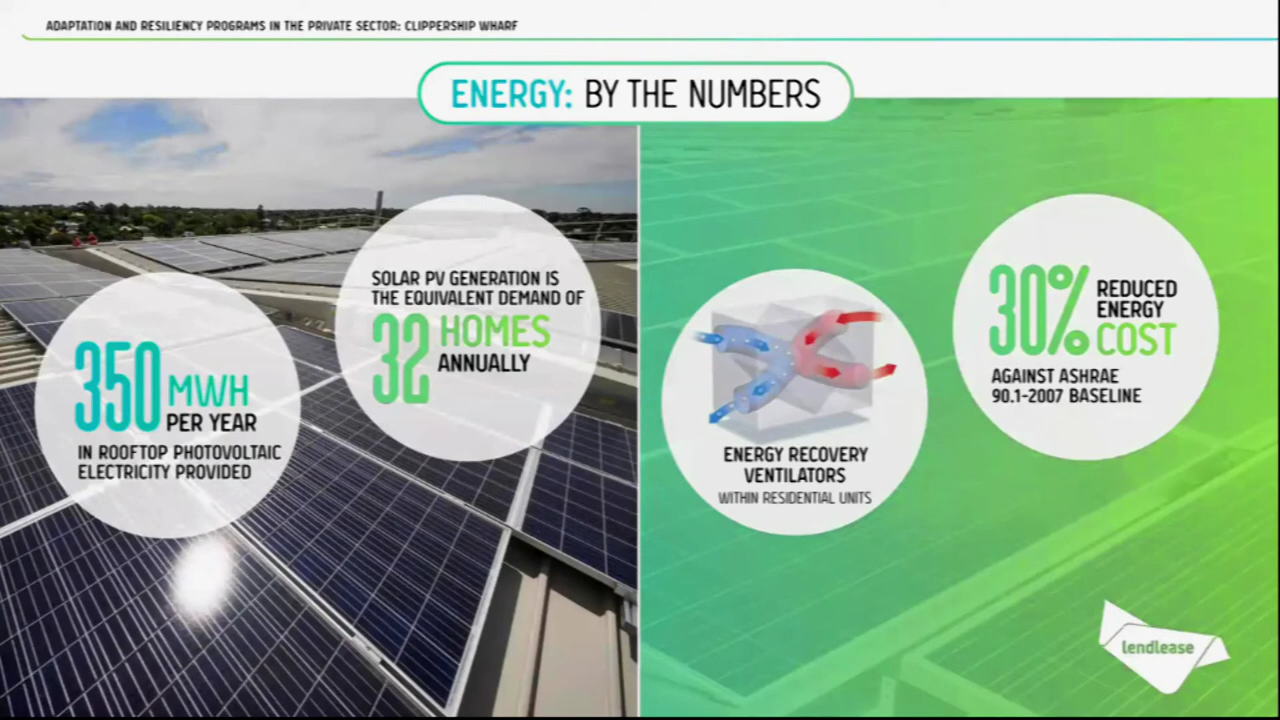 ADAPTATION AND RESILIENCY PROGRAMS IN THE PRIVATE SECTOR: CLIPPERSHIP WHARF
ENERGY: BY THE NUMBERS
350 MWH
PER YEAR
IN ROOFTOP PHOTOVOLTAIC
ELECTRICITY PROVIDED
SOLAR PV GENERATION IS
THE EQUIVALENT DEMAND OF
32 HOMES
ANNUALLY
ENERGY RECOVERY
VENTILATORS
WITHIN RESIDENTIAL UNITS
30% REDUCED
ENERGY
COST
AGAINST ASHRAE
90.1-2007 BASELINE
lendlease